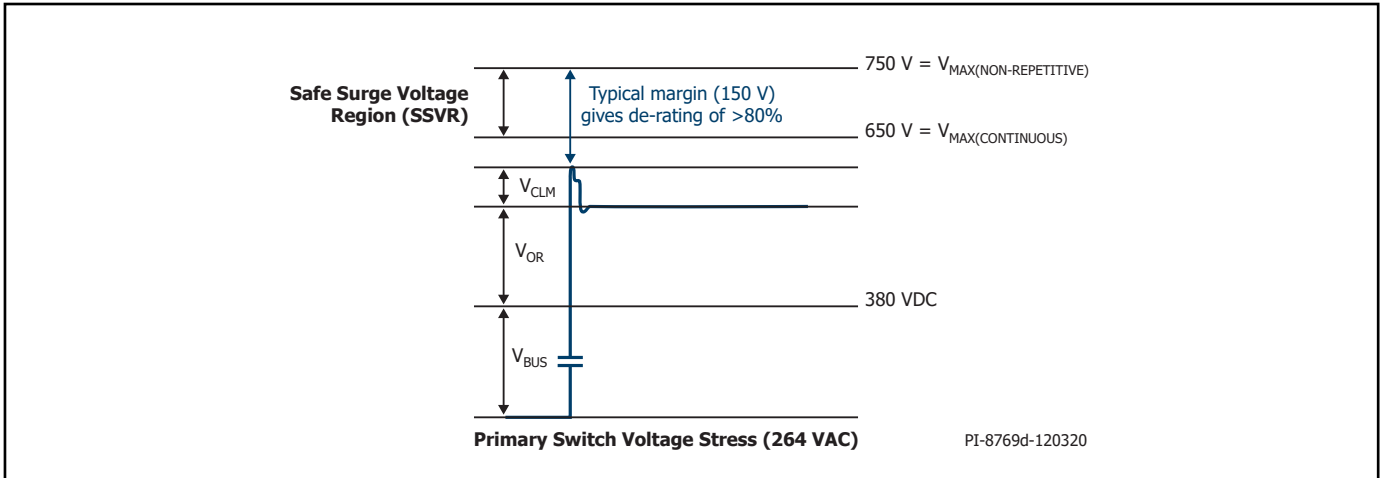 750 V = VMAX(NON-REPETITIVE)
Safe Surge Voltage
Region (SSVR)
Typical margin (150 V)
gives de-rating of >80%
650 V = VMAX(CONTINUOUS)
VCLM
VOR
380 VDC
VBUS
Primary Switch Voltage Stress (264 VAC)
PI-8769d-120320